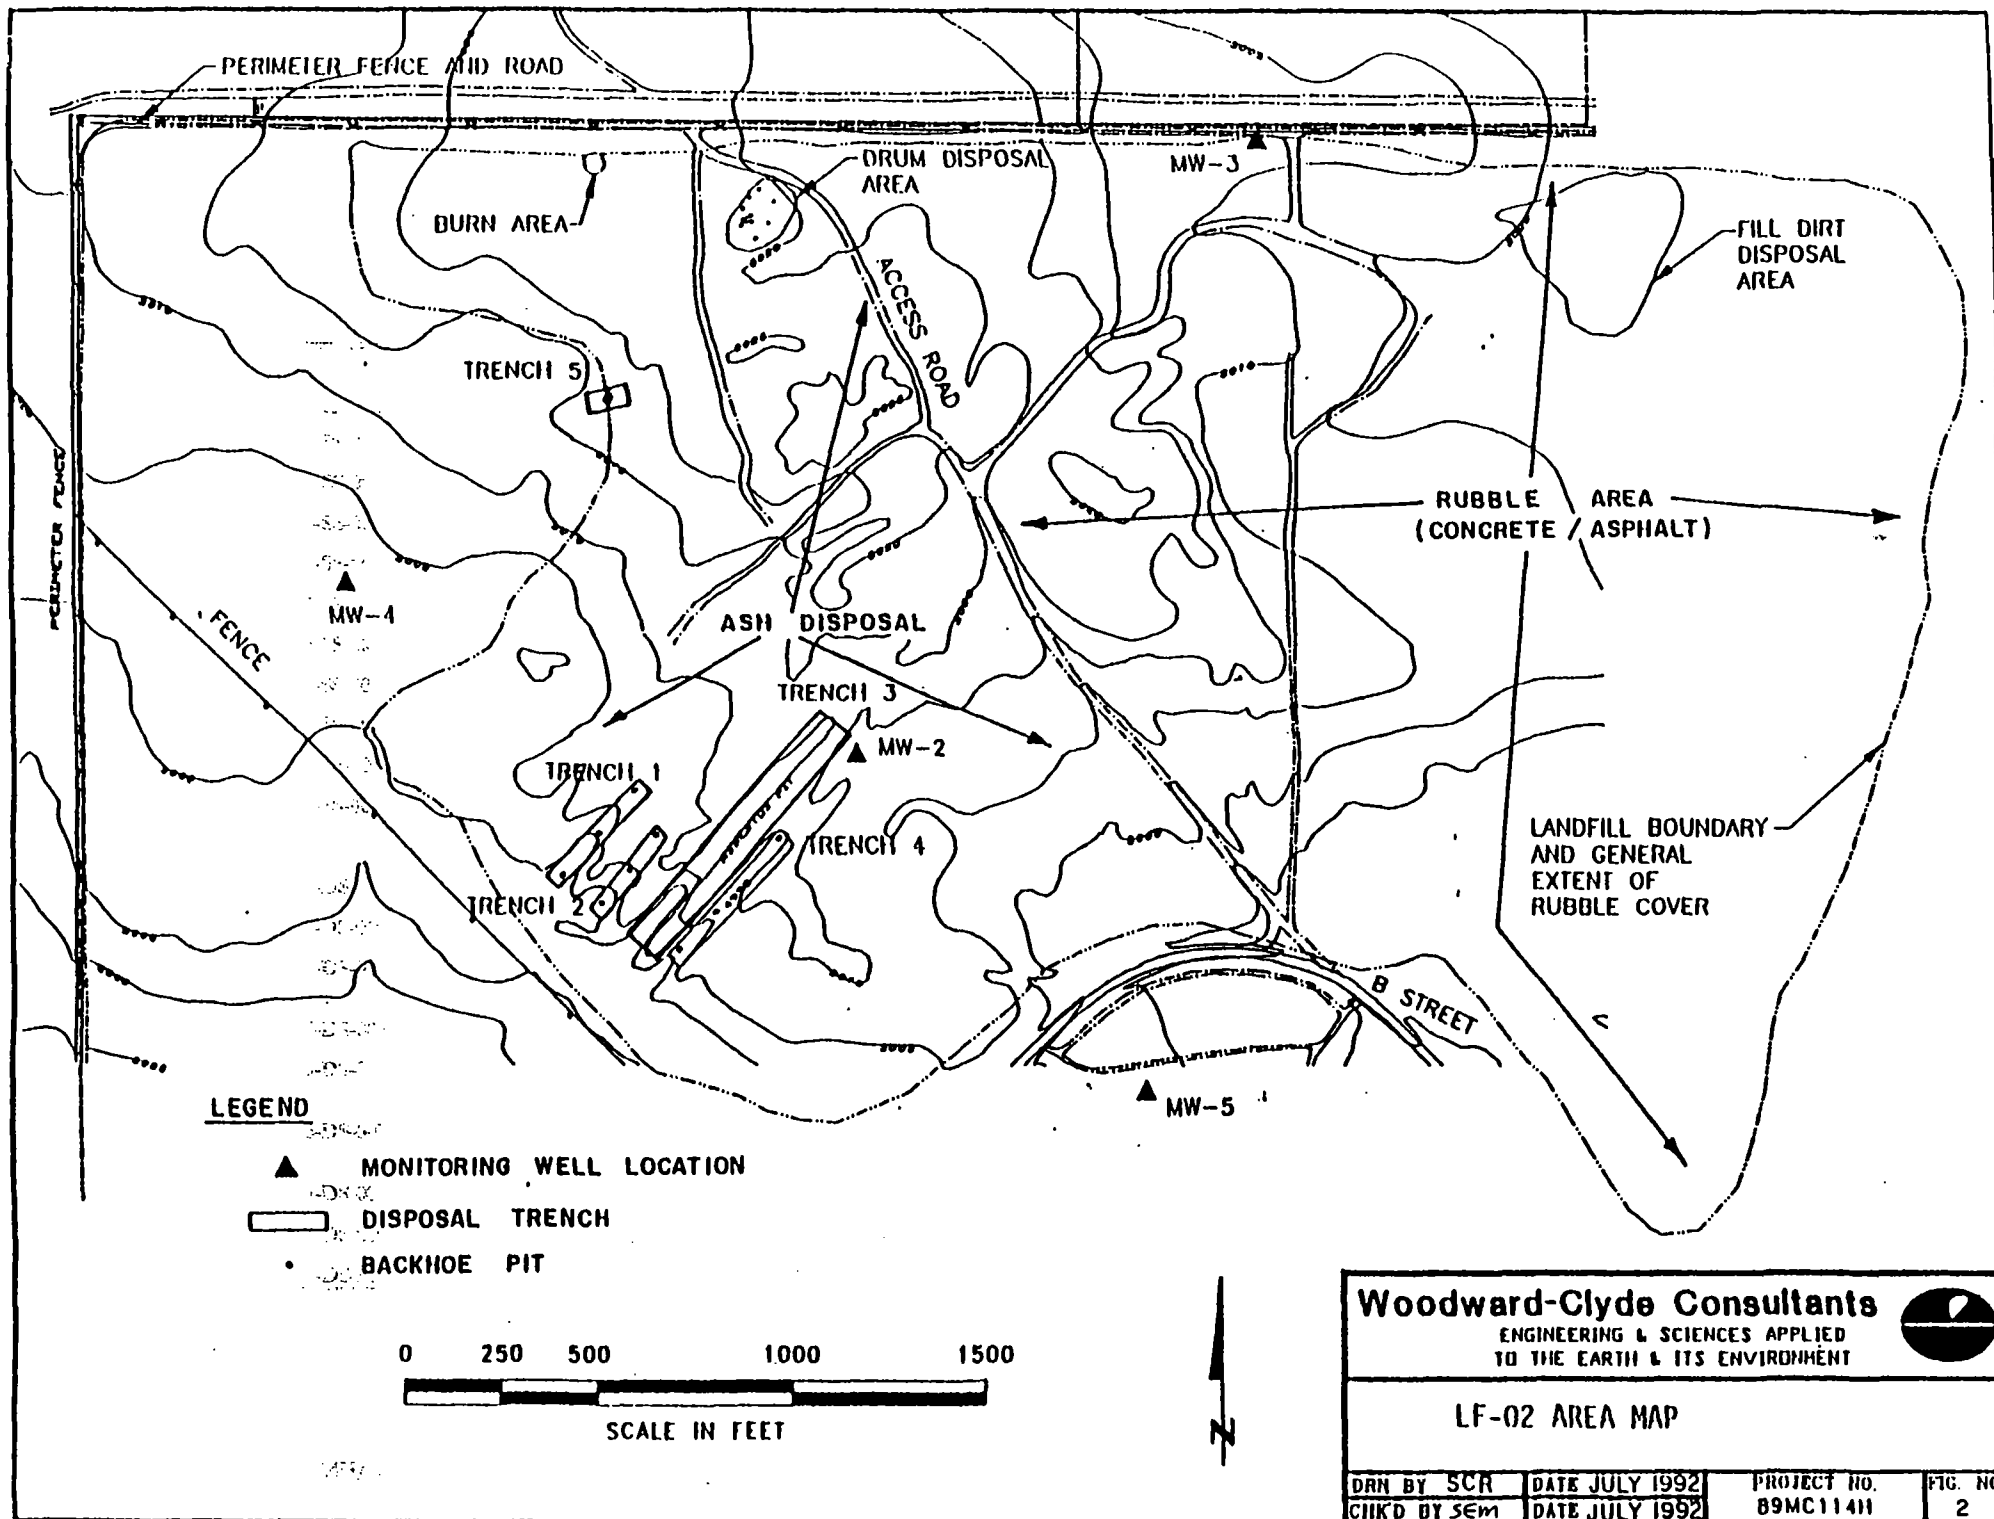 PERIMETER FENCE AND ROAD
DRUM DISPOSAL
AREA
MW-3
BURN AREA
FILL DIRT
DISPOSAL
AREA
ACCESS ROAD
TRENCH 5
PERIMETER FENCE
RUBBLE AREA
(CONCRETE / ASPHALT)
MW-4
FENCE
ASH DISPOSAL
TRENCH 3
MW-2
TRENCH 1
TRENCH 4
TRENCH 2
LANDFILL BOUNDARY
AND GENERAL
EXTENT OF
RUBBLE COVER
B STREET
MW-5
LEGEND
MONITORING WELL LOCATION
DISPOSAL TRENCH
BACKHOE PIT
0 250 500 1000 1500
SCALE IN FEET
N
Woodward-Clyde Consultants
ENGINEERING & SCIENCES APPLIED
TO THE EARTH & ITS ENVIRONMENT
LF-02 AREA MAP
DRN BY SCR DATE JULY 1992 PROJECT NO. FIG. NO
CHK'D BY SEM DATE JULY 1992 89MC114H 2